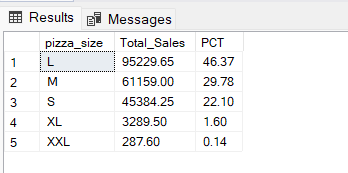 Results Messages
pizza_size Total_Sales PCT
1 L 95229.65 46.37
2 M 61159.00 29.78
3 S 45384.25 22.10
4 XL 3289.50 1.60
5 XXL 287.60 0.14